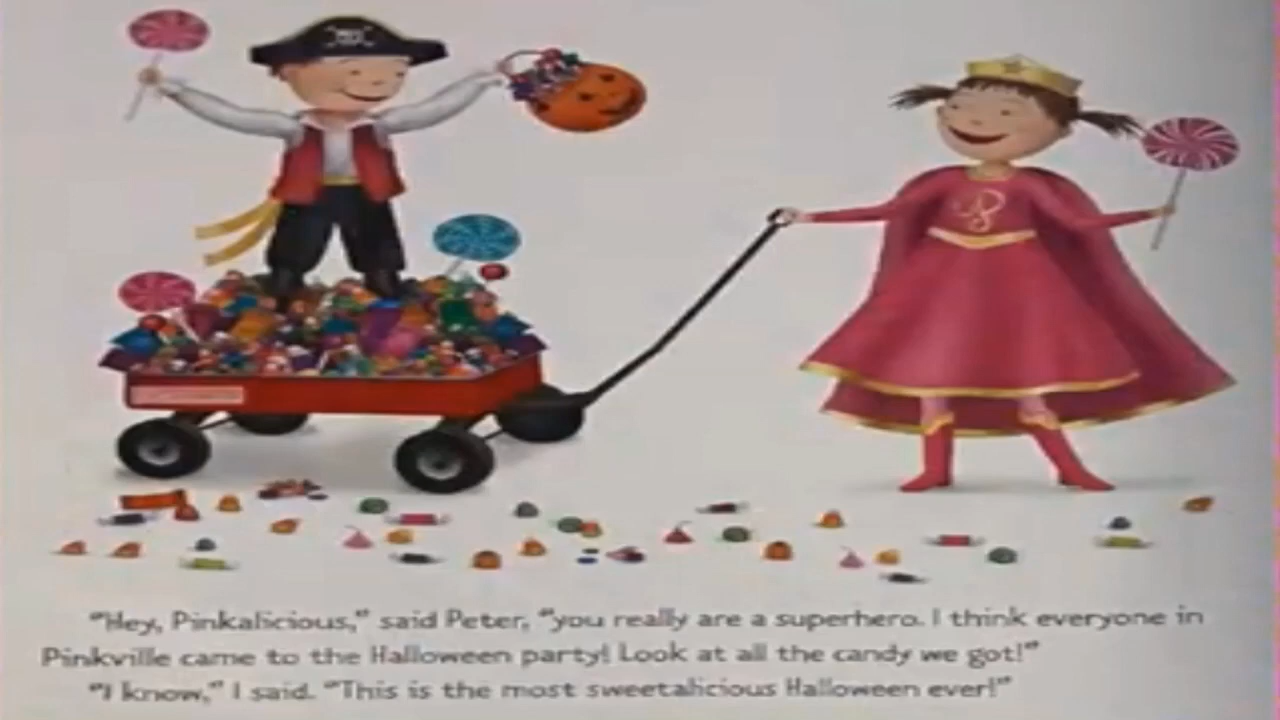 "Hey, Pinkalicious," said Peter, "you really are a superhero. I think everyone in
Pinkville came to the Halloween party! Look at all the candy we got!"
"I know," I said. "This is the most sweetalicious Halloween ever!"